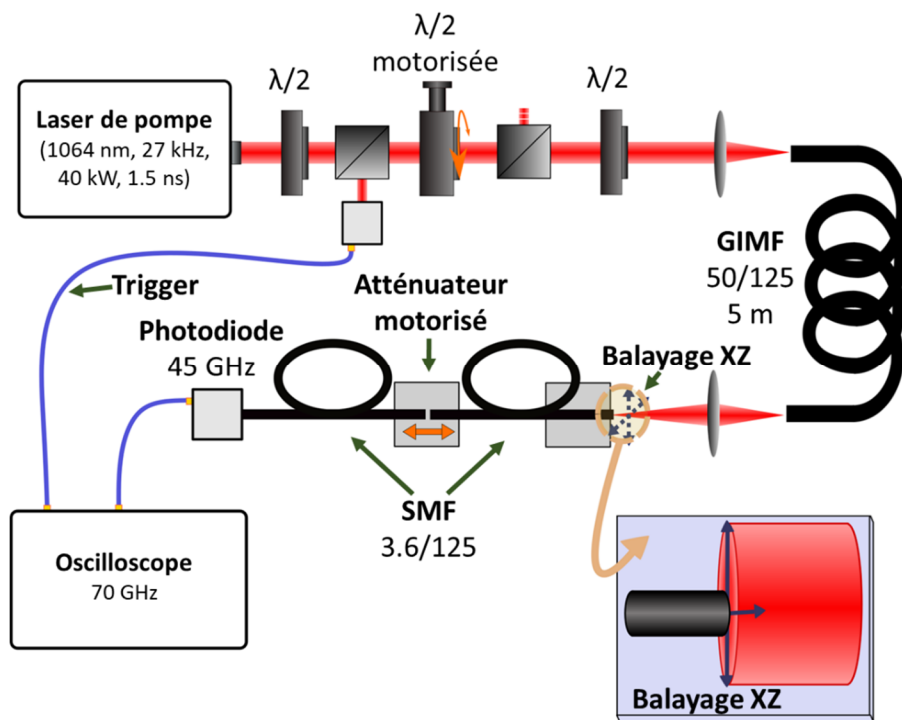 λ/2
motorisée
λ/2
λ/2
Laser de pompe
(1064 nm, 27 kHz,
40 kW, 1.5 ns)
GIMF
50/125
5 m
Trigger
Atténuateur
motorisé
Photodiode
45 GHz
Balayage XZ
SMF
3.6/125
Oscilloscope
70 GHz
Balayage XZ